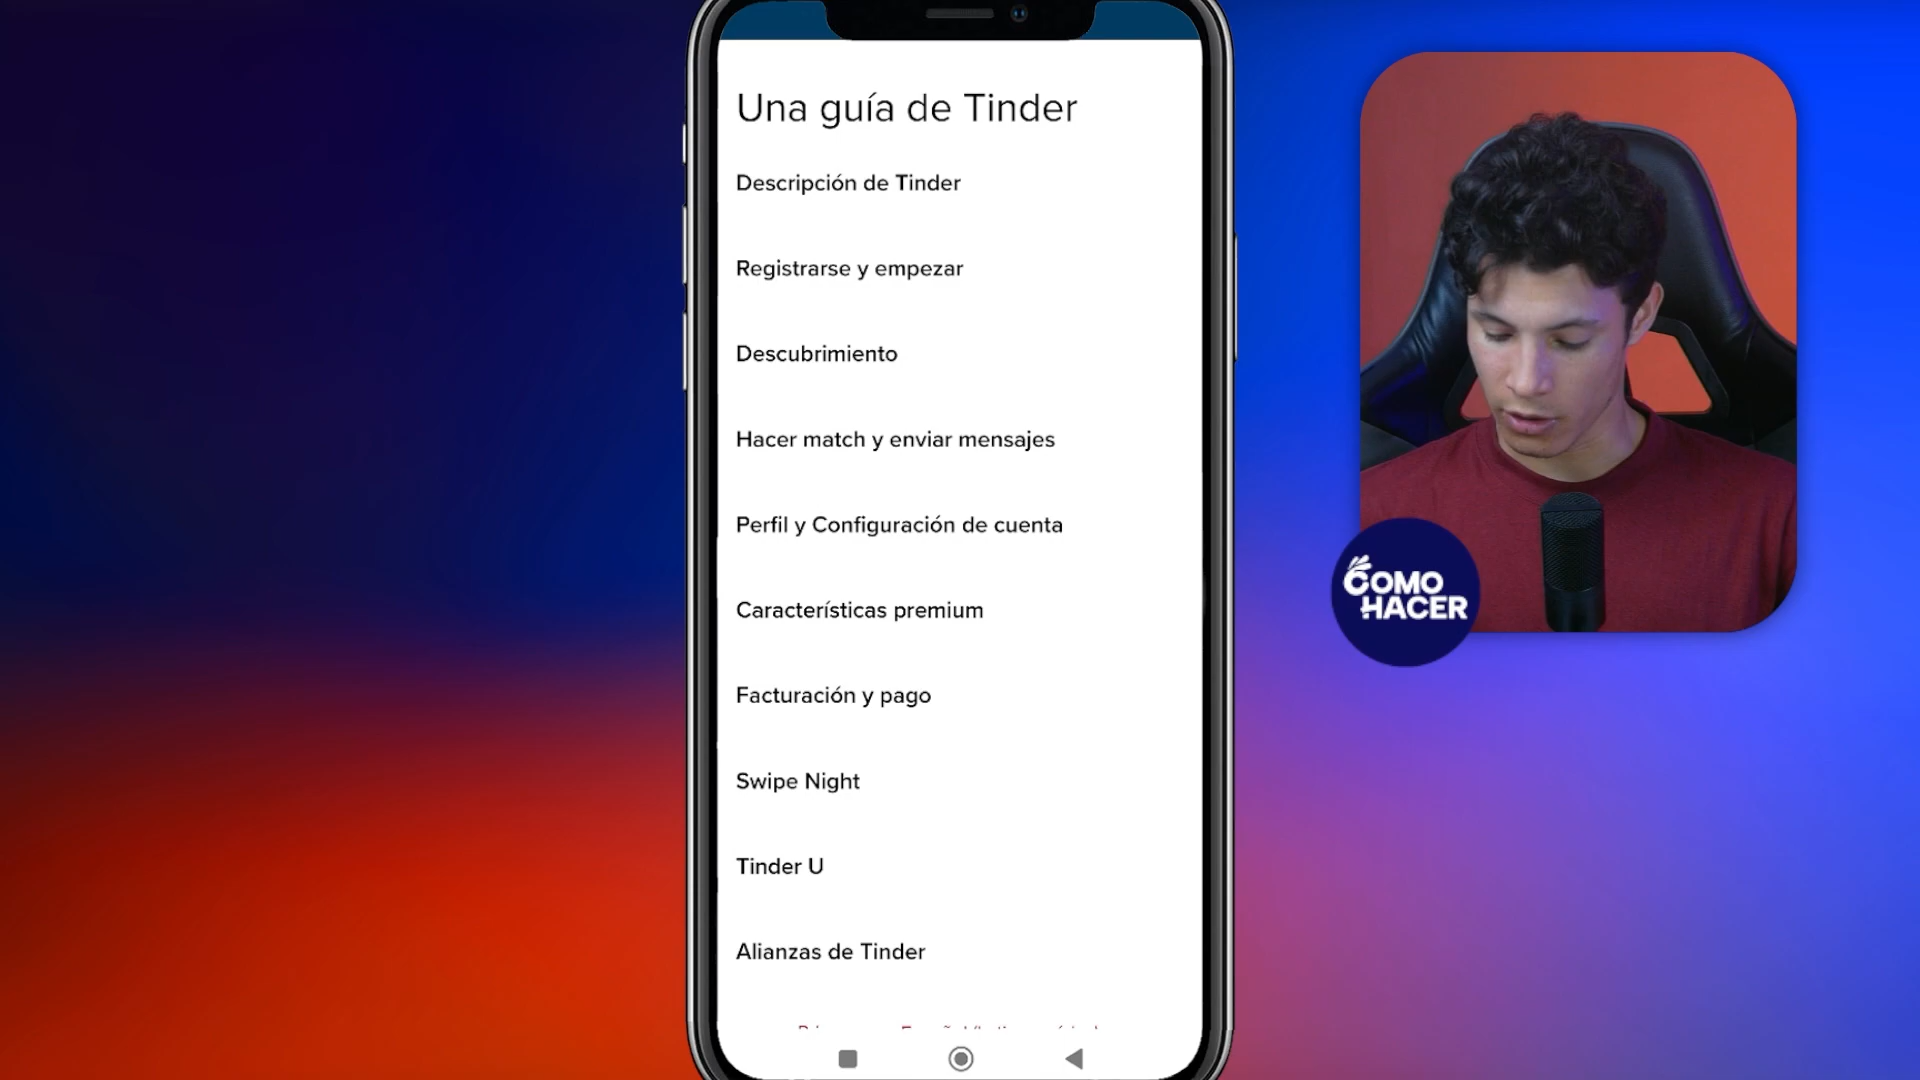 Una guía de Tinder
Descripción de Tinder
Registrarse y empezar
Descubrimiento
Hacer match y enviar mensajes
Perfil y Configuración de cuenta
Características premium
Facturación y pago
Swipe Night
Tinder U
Alianzas de Tinder
COMO
HACER